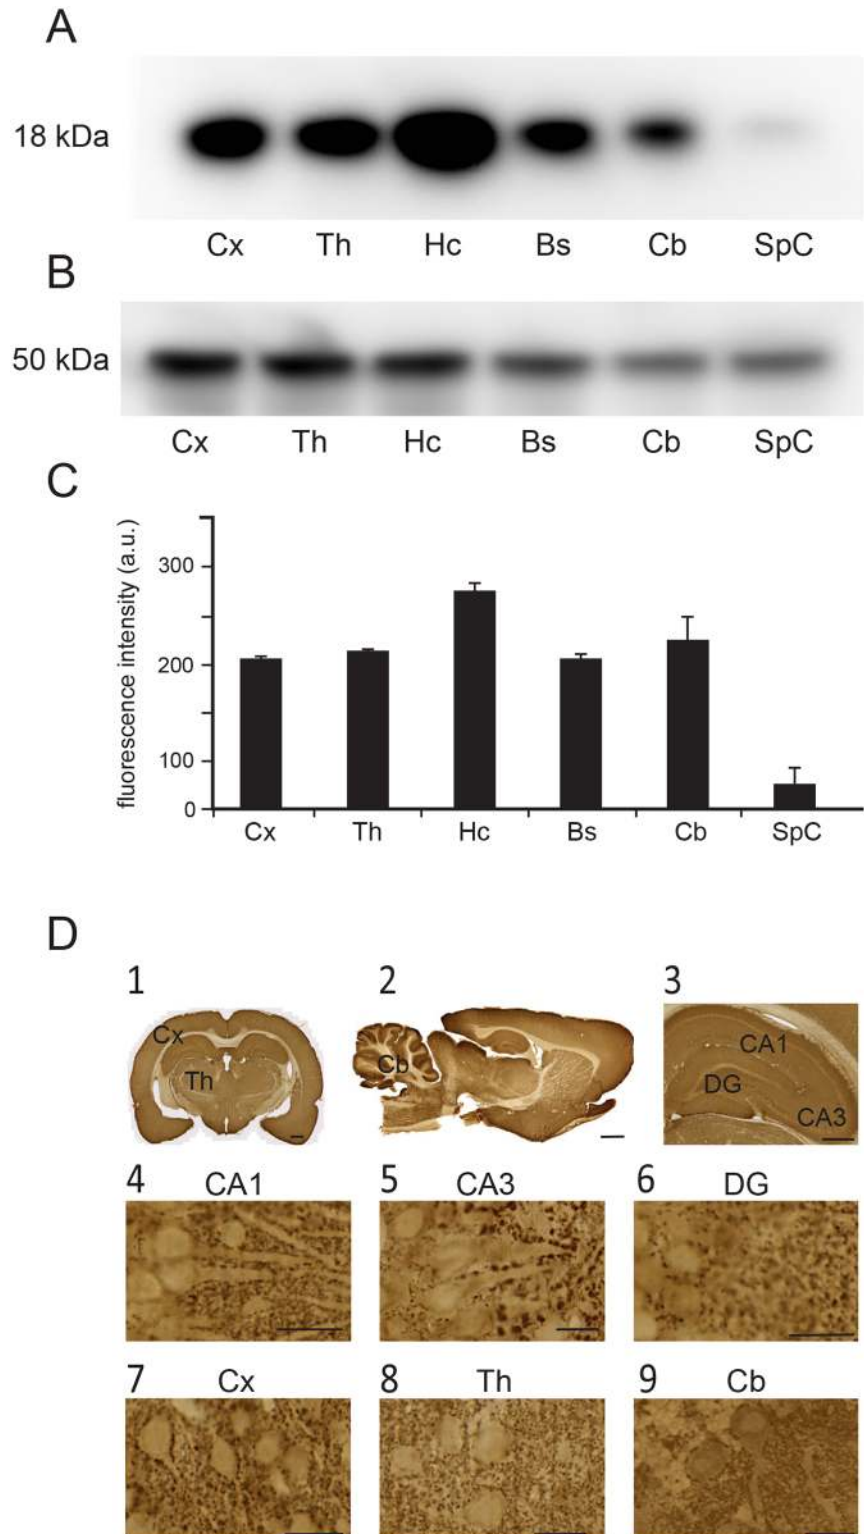 A
18 kDa
Cx Th Hc Bs Cb SpC
B
50 kDa
Cx Th Hc Bs Cb SpC
C
fluorescence intensity (a.u.)
300
200
100
0
Cx Th Hc Bs Cb SpC
D
1 2 3
Cx
Th
Cb
CA1
DG
CA3
4 CA1 5 CA3 6 DG
7 Cx 8 Th 9 Cb